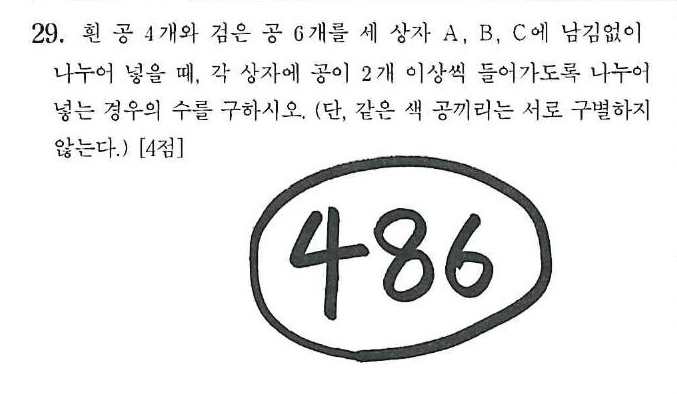 29. 흰 공 4개와 검은 공 6개를 세 상자 A, B, C에 남김없이
나누어 넣을 때, 각 상자에 공이 2개 이상씩 들어가도록 나누어
넣는 경우의 수를 구하시오. (단, 같은 색 공끼리는 서로 구별하지
않는다.) [4점]
486